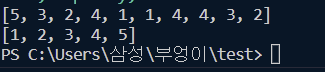 [5, 3, 2, 4, 1, 1, 4, 4, 3, 2]
[1, 2, 3, 4, 5]
PS C:\Users\삼성\부엉이\test>